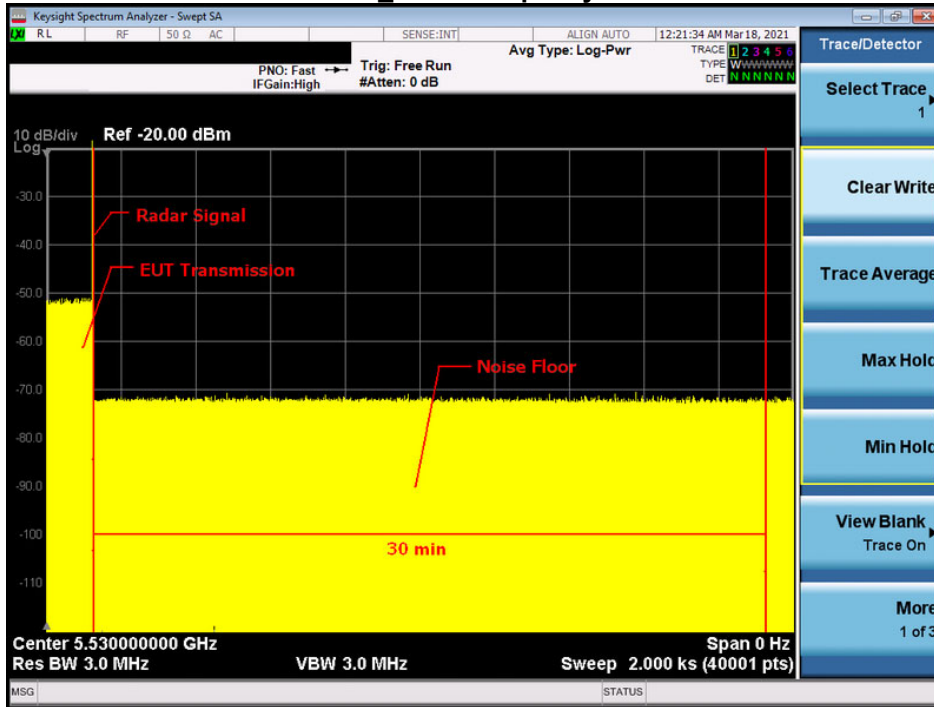 Keysight Spectrum Analyzer - Swept SA
LXI RL RF 50 Ω AC SENSE:INT ALIGN AUTO 12:21:34 AM Mar 18, 2021
Avg Type: Log-Pwr
TRACE 1 2 3 4 5 6
TYPE W W W W W W
DET N N N N N N
PNO: Fast
IFGain:High
Trig: Free Run
#Atten: 0 dB
10 dB/div
Log
Ref -20.00 dBm
-30.0
-40.0
-50.0
-60.0
-70.0
-80.0
-90.0
-100
-110
Radar Signal
EUT Transmission
Noise Floor
30 min
Center 5.530000000 GHz
Span 0 Hz
Res BW 3.0 MHz
VBW 3.0 MHz
Sweep 2.000 ks (40001 pts)
MSG
STATUS
Trace/Detector
Select Trace
1
Clear Write
Trace Average
Max Hold
Min Hold
View Blank
Trace On
More
1 of 3